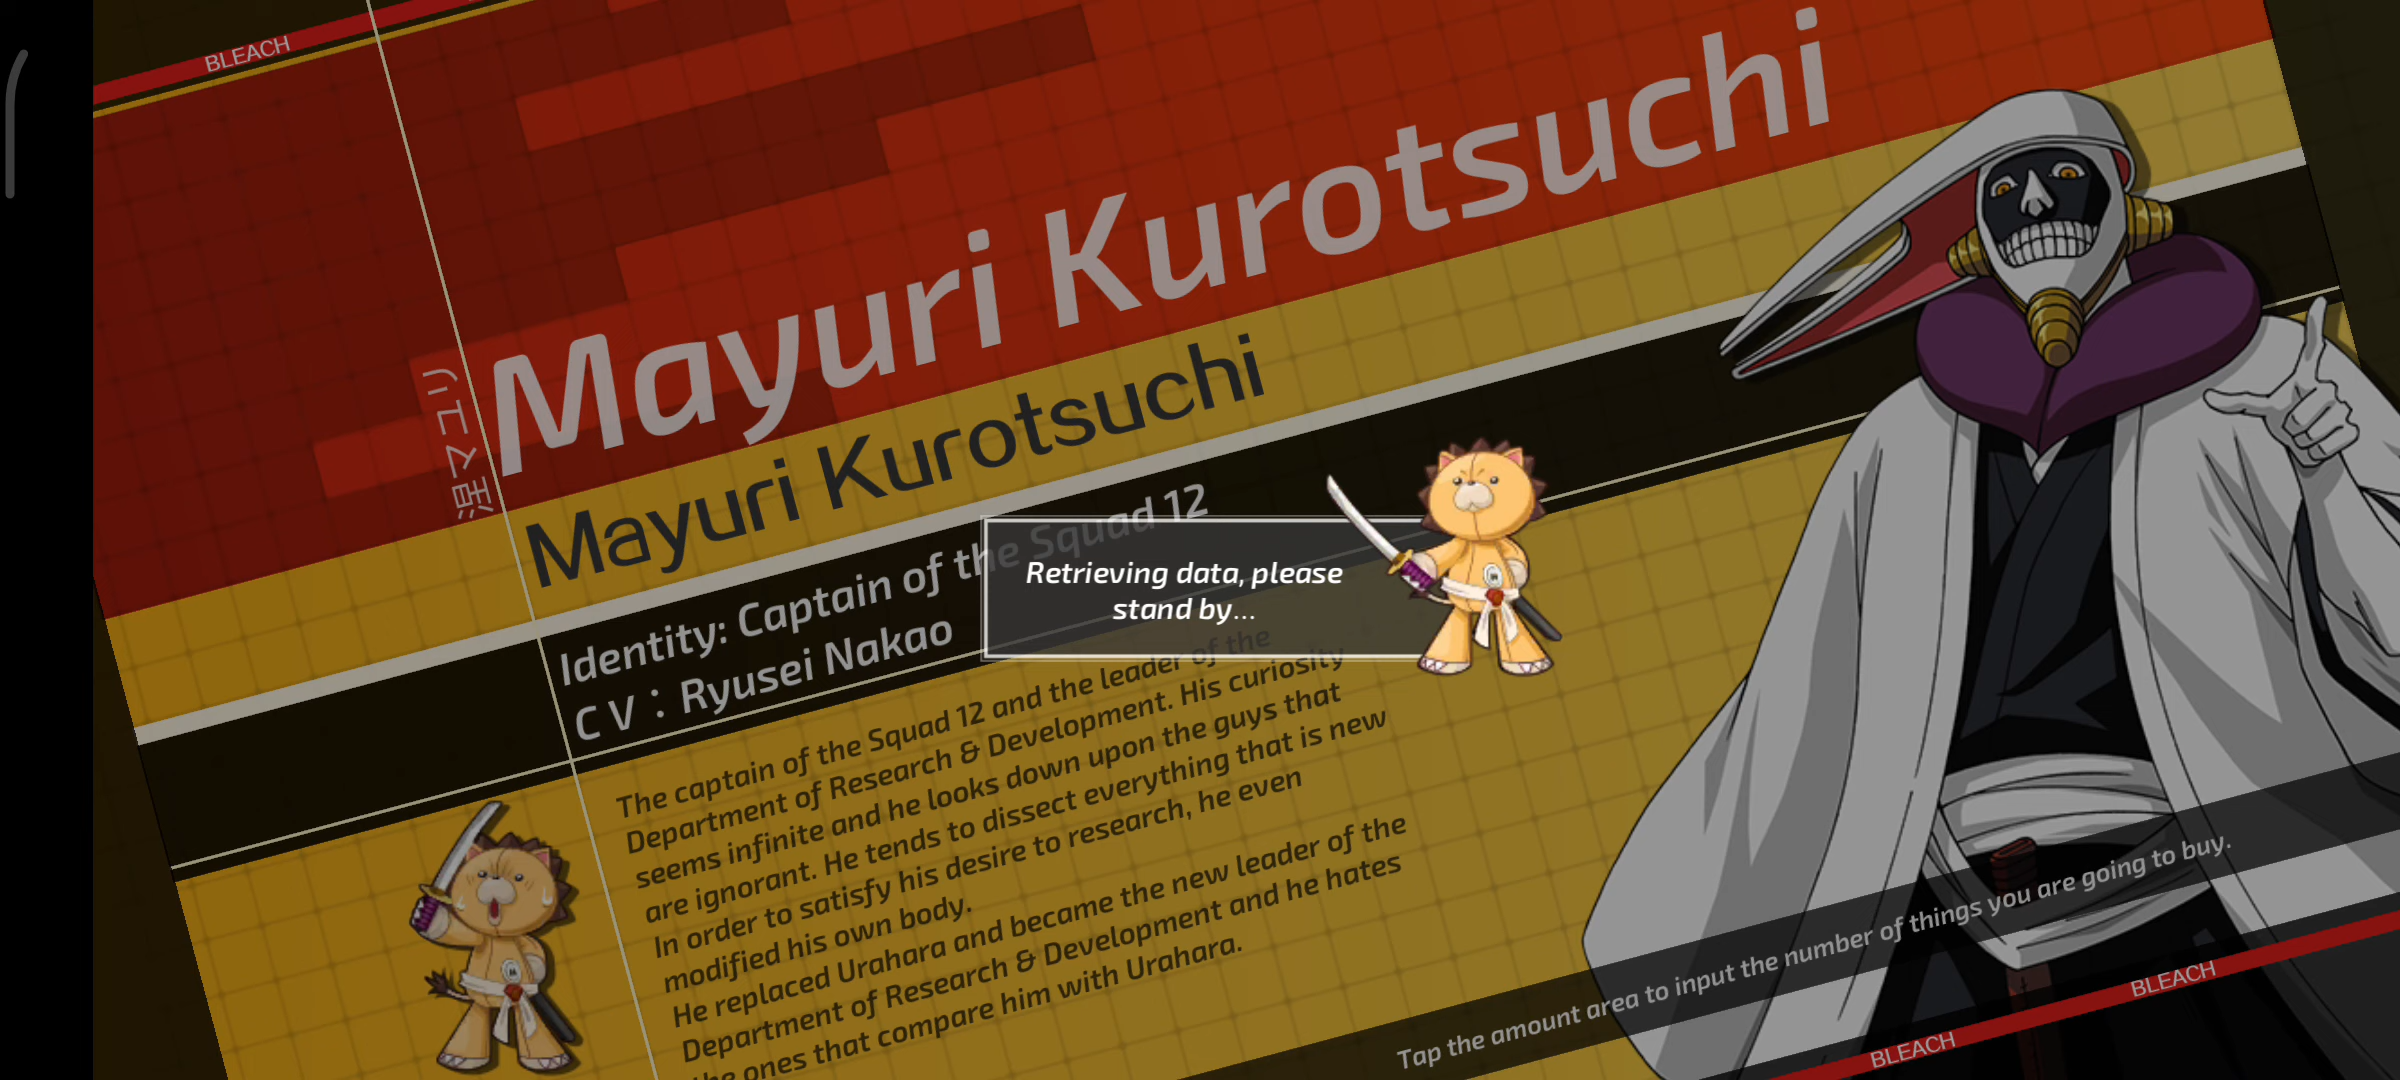 BLEACH
Mayuri Kurotsuchi
Mayuri Kurotsuchi
Identity: Captain of the Squad 12
CV：Ryusei Nakao
Retrieving data, please
stand by...
The captain of the Squad 12 and the leader of the
Department of Research & Development. His curiosity
seems infinite and he looks down upon the guys that
are ignorant. He tends to dissect everything that is new
In order to satisfy his desire to research, he even
modified his own body.
He replaced Urahara and became the new leader of the
Department of Research & Development and he hates
the ones that compare him with Urahara.
Tap the amount area to input the number of things you are going to buy.
BLEACH
BLEACH